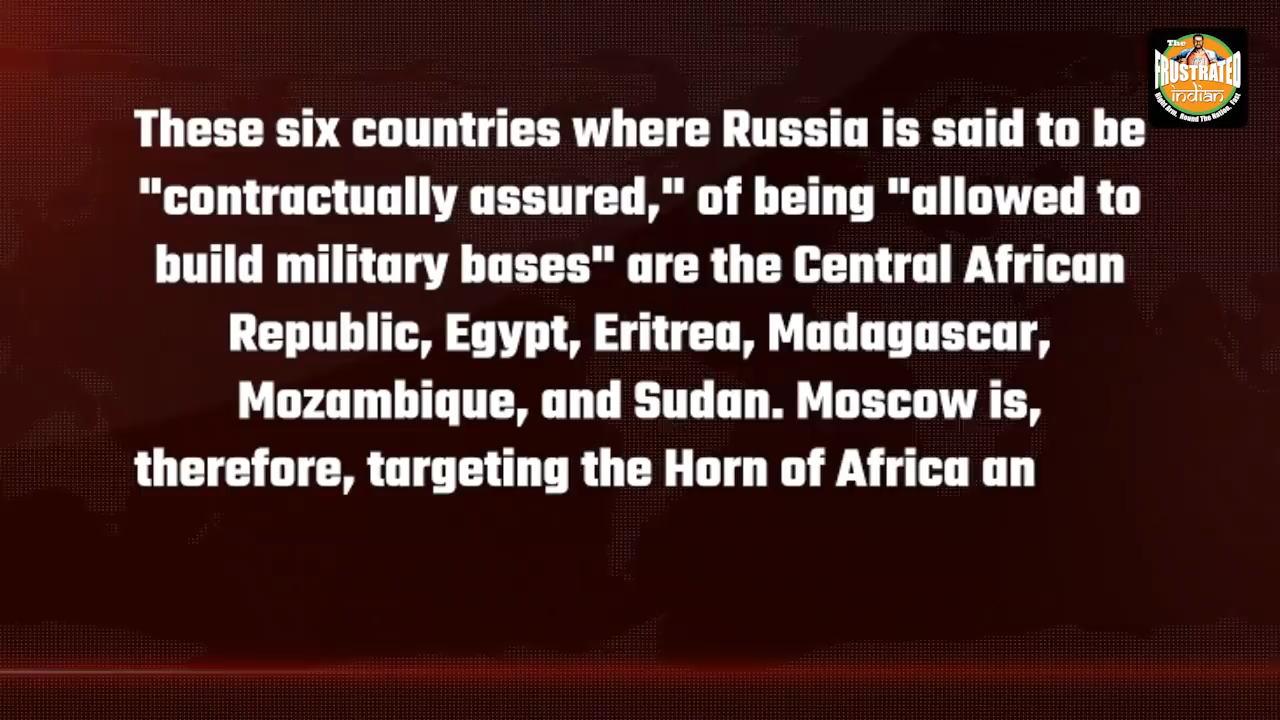 The
FRUSTRATED
indian
These six countries where Russia is said to be
"contractually assured," of being "allowed to
build military bases" are the Central African
Republic, Egypt, Eritrea, Madagascar,
Mozambique, and Sudan. Moscow is,
therefore, targeting the Horn of Africa an